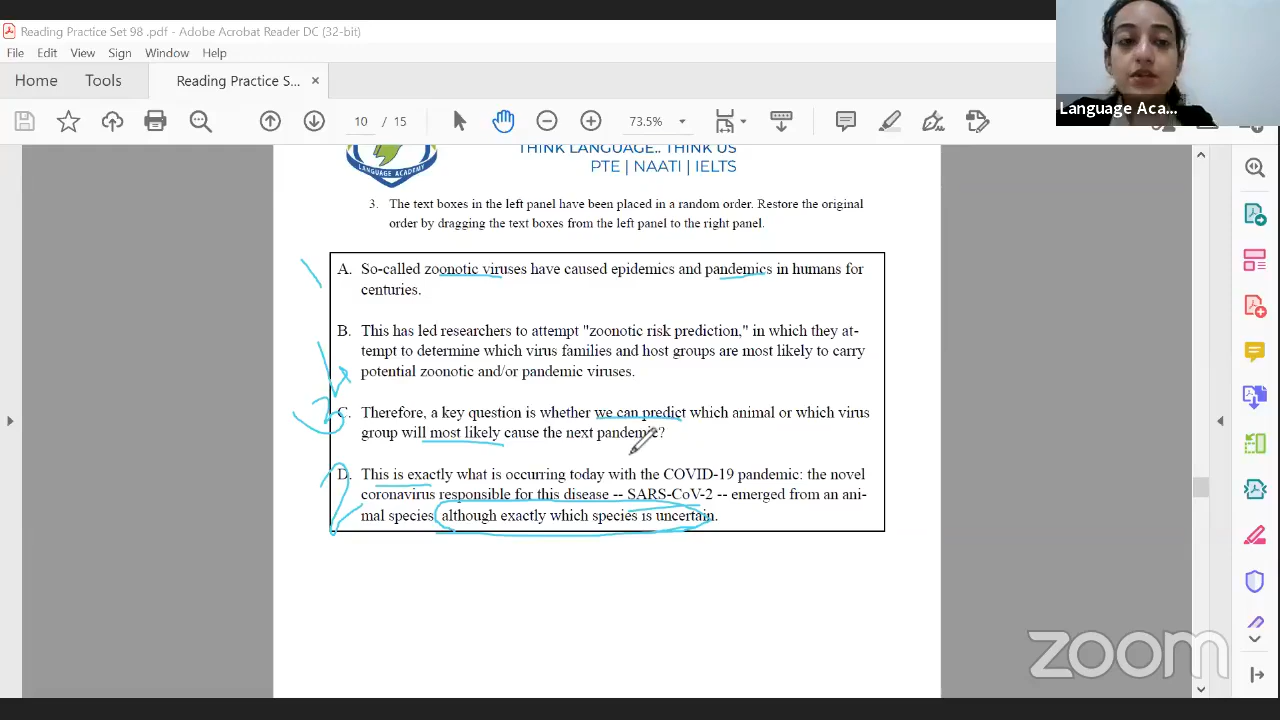 Reading Practice Set 98 .pdf - Adobe Acrobat Reader DC (32-bit)
File Edit View Sign Window Help
Home Tools Reading Practice S... ×
10 / 15 73.5%
Language Aca...
LANGUAGE ACADEMY
THINK LANGUAGE.. THINK US
PTE | NAATI | IELTS
3. The text boxes in the left panel have been placed in a random order. Restore the original
order by dragging the text boxes from the left panel to the right panel.
A. So-called zoonotic viruses have caused epidemics and pandemics in humans for
centuries.
B. This has led researchers to attempt "zoonotic risk prediction," in which they at-
tempt to determine which virus families and host groups are most likely to carry
potential zoonotic and/or pandemic viruses.
C. Therefore, a key question is whether we can predict which animal or which virus
group will most likely cause the next pandemic?
D. This is exactly what is occurring today with the COVID-19 pandemic: the novel
coronavirus responsible for this disease -- SARS-CoV-2 -- emerged from an ani-
mal species although exactly which species is uncertain.
zoom